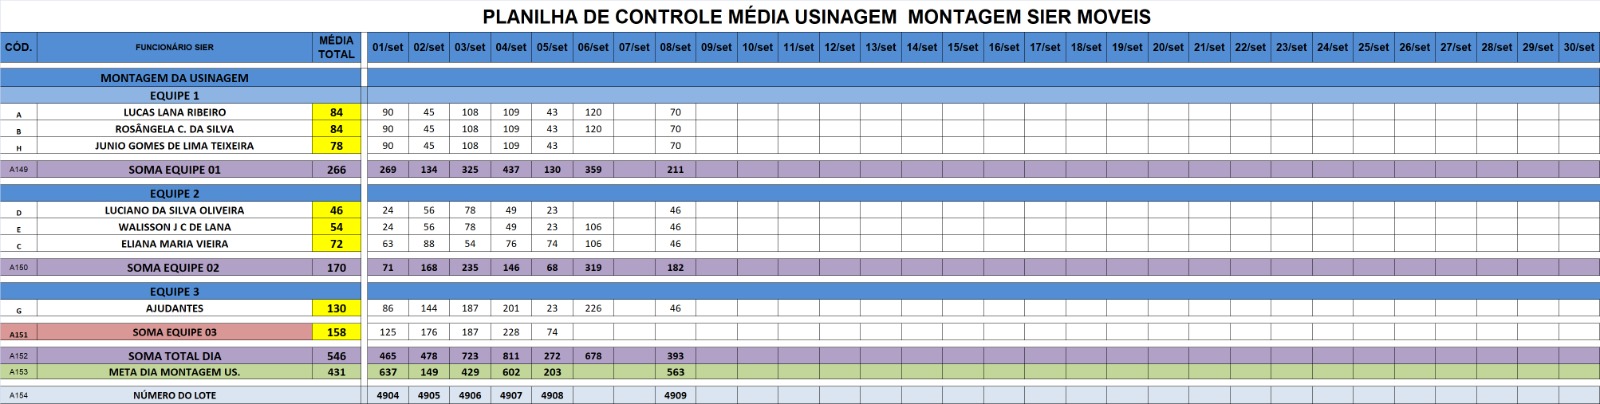 PLANILHA DE CONTROLE MÉDIA USINAGEM MONTAGEM SIER MOVEIS
CÓD. FUNCIONÁRIO SIER MÉDIA TOTAL 01/set 02/set 03/set 04/set 05/set 06/set 07/set 08/set 09/set 10/set 11/set 12/set 13/set 14/set 15/set 16/set 17/set 18/set 19/set 20/set 21/set 22/set 23/set 24/set 25/set 26/set 27/set 28/set 29/set 30/set
MONTAGEM DA USINAGEM
EQUIPE 1
A LUCAS LANA RIBEIRO 84 90 45 108 109 43 120 70
B ROSÂNGELA C. DA SILVA 84 90 45 108 109 43 120 70
H JUNIO GOMES DE LIMA TEIXEIRA 78 90 45 108 109 43 70
A149 SOMA EQUIPE 01 266 269 134 325 437 130 359 211
EQUIPE 2
D LUCIANO DA SILVA OLIVEIRA 46 24 56 78 49 23 46
E WALISSON J C DE LANA 54 24 56 78 49 23 106 46
C ELIANA MARIA VIEIRA 72 63 88 54 76 74 106 46
A150 SOMA EQUIPE 02 170 71 168 235 146 68 319 182
EQUIPE 3
G AJUDANTES 130 86 144 187 201 23 226 46
A151 SOMA EQUIPE 03 158 125 176 187 228 74
A152 SOMA TOTAL DIA 546 465 478 723 811 272 678 393
A153 META DIA MONTAGEM US. 431 637 149 429 602 203 563
A154 NÚMERO DO LOTE 4904 4905 4906 4907 4908 4909